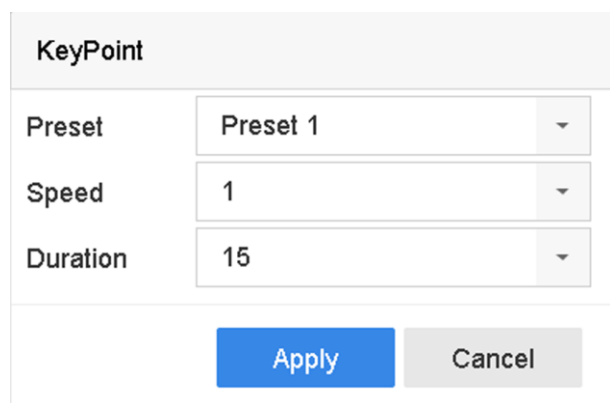 KeyPoint
Preset Preset 1
Speed 1
Duration 15
Apply Cancel